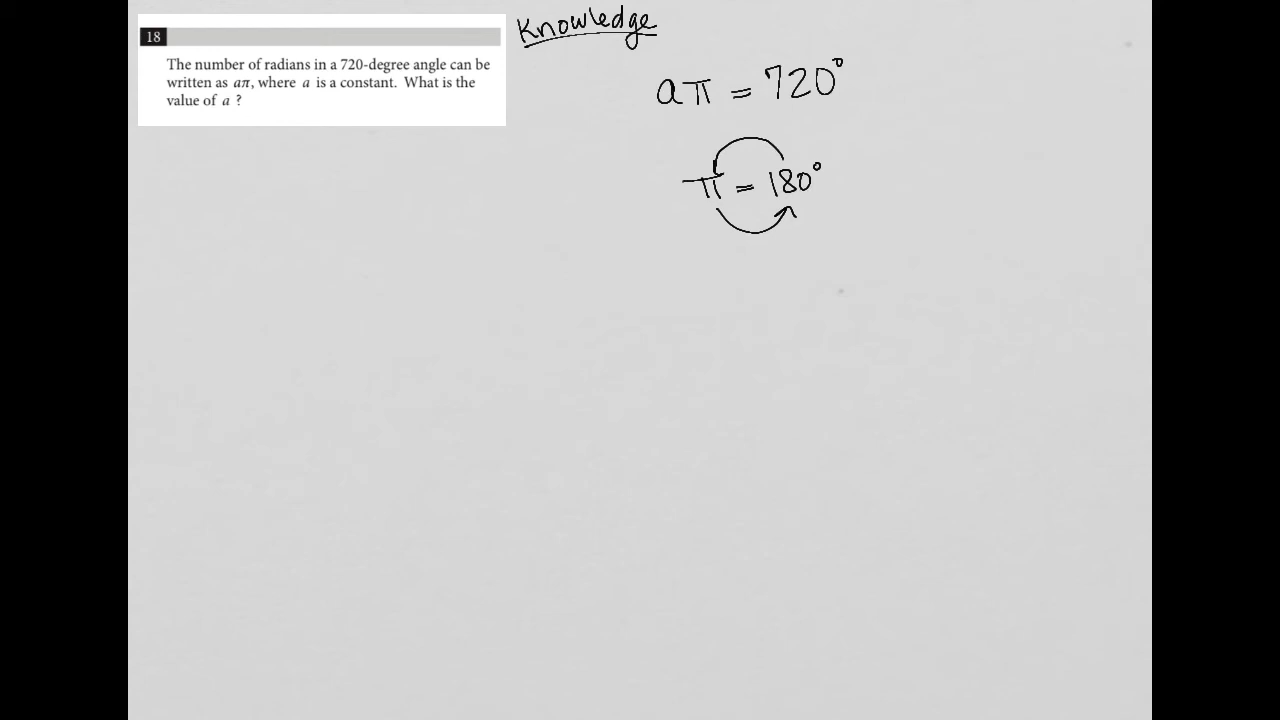 18
The number of radians in a 720-degree angle can be
written as aπ, where a is a constant. What is the
value of a ?
Knowledge
aπ = 720°
π = 180°